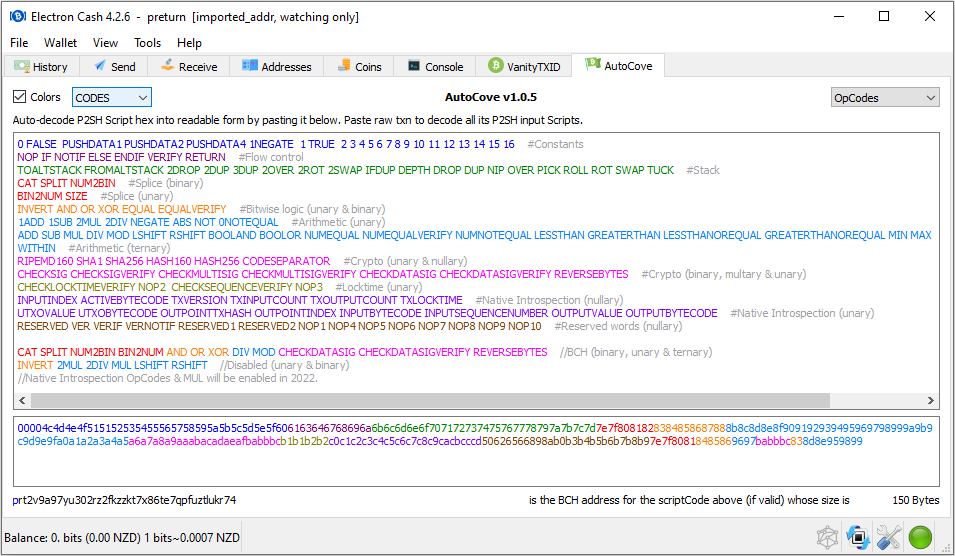 Electron Cash 4.2.6 - preturn [imported_addr, watching only]
File Wallet View Tools Help
History Send Receive Addresses Coins Console VanityTXID AutoCove
Colors CODES AutoCove v1.0.5 OpCodes
Auto-decode P2SH Script hex into readable form by pasting it below. Paste raw txn to decode all its P2SH input Scripts.
0 FALSE PUSHDATA1 PUSHDATA2 PUSHDATA4 1NEGATE 1 TRUE 2 3 4 5 6 7 8 9 10 11 12 13 14 15 16 #Constants
NOP IF NOTIF ELSE ENDIF VERIFY RETURN #Flow control
TOALTSTACK FROMALTSTACK 2DROP 2DUP 3DUP 2OVER 2ROT 2SWAP IFDUP DEPTH DROP DUP NIP OVER PICK ROLL ROT SWAP TUCK #Stack
CAT SPLIT NUM2BIN #Splice (binary)
BIN2NUM SIZE #Splice (unary)
INVERT AND OR XOR EQUAL EQUALVERIFY #Bitwise logic (unary & binary)
1ADD 1SUB 2MUL 2DIV NEGATE ABS NOT 0NOTEQUAL #Arithmetic (unary)
ADD SUB MUL DIV MOD LSHIFT RSHIFT BOOLAND BOOLOR NUMEQUAL NUMEQUALVERIFY NUMNOTEQUAL LESSTHAN GREATERTHAN LESSTHANOREQUAL GREATERTHANOREQUAL MIN MAX
WITHIN #Arithmetic (ternary)
RIPEMD160 SHA1 SHA256 HASH160 HASH256 CODESEPARATOR #Crypto (unary & nullary)
CHECKSIG CHECKSIGVERIFY CHECKMULTISIG CHECKMULTISIGVERIFY CHECKDATASIG CHECKDATASIGVERIFY REVERSEBYTES #Crypto (binary, multary & unary)
CHECKLOCKTIMEVERIFY NOP2 CHECKSEQUENCEVERIFY NOP3 #Locktime (unary)
INPUTINDEX ACTIVEBYTECODE TXVERSION TXINPUTCOUNT TXOUTPUTCOUNT TXLOCKTIME #Native Introspection (nullary)
UTXOVALUE UTXOBYTECODE OUTPOINTTXHASH OUTPOINTINDEX INPUTBYTECODE INPUTSEQUENCENUMBER OUTPUTVALUE OUTPUTBYTECODE #Native Introspection (unary)
RESERVED VER VERIF VERNOTIF RESERVED1 RESERVED2 NOP1 NOP4 NOP5 NOP6 NOP7 NOP8 NOP9 NOP10 #Reserved words (nullary)
CAT SPLIT NUM2BIN BIN2NUM AND OR XOR DIV MOD CHECKDATASIG CHECKDATASIGVERIFY REVERSEBYTES //BCH (binary, unary & ternary)
INVERT 2MUL 2DIV MUL LSHIFT RSHIFT //Disabled (unary & binary)
//Native Introspection OpCodes & MUL will be enabled in 2022.
00004c4d4e4f515152535455565758595a5b5c5d5e5f606163646768696a6b6c6d6e6f707172737475767778797a7b7c7d7e7f80818283848586878 88b8c8d8e8f909192939495969798999a9b9
c9d9e9fa0a1a2a3a4a5a6a7a8a9aaabacadaeafbabbbcb1b1b2b2c0c1c2c3c4c5c6c7c8c9cacbcccd50626566898ab0b3b4b5b6b7b8b97e7f80818485869697babbbc838d8e959899
prt2v9a97yu302rz2fkzzkt7x86te7qpfuztlukr74 is the BCH address for the scriptCode above (if valid) whose size is 150 Bytes
Balance: 0. bits (0.00 NZD) 1 bits~0.0007 NZD